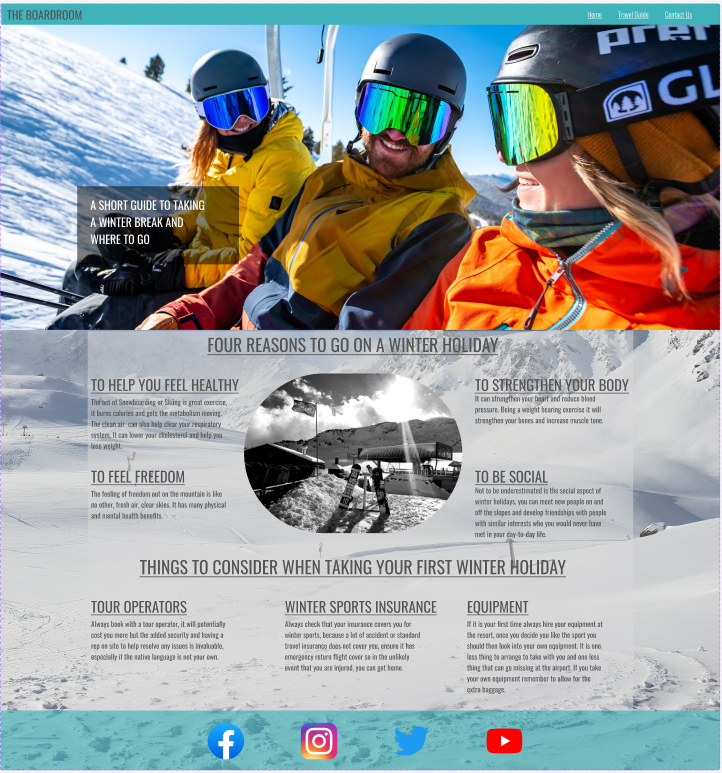 THE BOARDROOM
Home Travel Guide Contact Us
A SHORT GUIDE TO TAKING
A WINTER BREAK AND
WHERE TO GO
FOUR REASONS TO GO ON A WINTER HOLIDAY
TO HELP YOU FEEL HEALTHY
The act of Snowboarding or Skiing is great exercise,
it burns calories and gets the metabolism moving.
The clean air can also help clear your respiratory
system. It can lower your cholesterol and help you
lose weight.
TO FEEL FREEDOM
The feeling of freedom out on the mountain is like
no other, fresh air, clear skies. It has many physical
and mental health benefits.
TO STRENGTHEN YOUR BODY
It can strengthen your heart and reduce blood
pressure. Being a weight bearing exercise it will
strengthen your bones and increase muscle tone.
TO BE SOCIAL
Not to be underestimated is the social aspect of
winter holidays, you can meet new people on and
off the slopes and develop friendships with people
with similar interests who you would never have
met in your day-to-day life.
THINGS TO CONSIDER WHEN TAKING YOUR FIRST WINTER HOLIDAY
TOUR OPERATORS
Always book with a tour operator, it will potentially
cost you more but the added security and having a
rep on site to help resolve any issues is invaluable,
especially if the native language is not your own.
WINTER SPORTS INSURANCE
Always check that your insurance covers you for
winter sports, because a lot of accident or standard
travel insurance does not cover you, ensure it has
emergency return flight cover so in the unlikely
event that you are injured, you can get home.
EQUIPMENT
If it is your first time always hire your equipment at
the resort, once you decide you like the sport you
should then look into your own equipment. It is one
less thing to arrange to take with you and one less
thing that can go missing at the airport. If you take
your own equipment remember to allow for the
extra baggage.